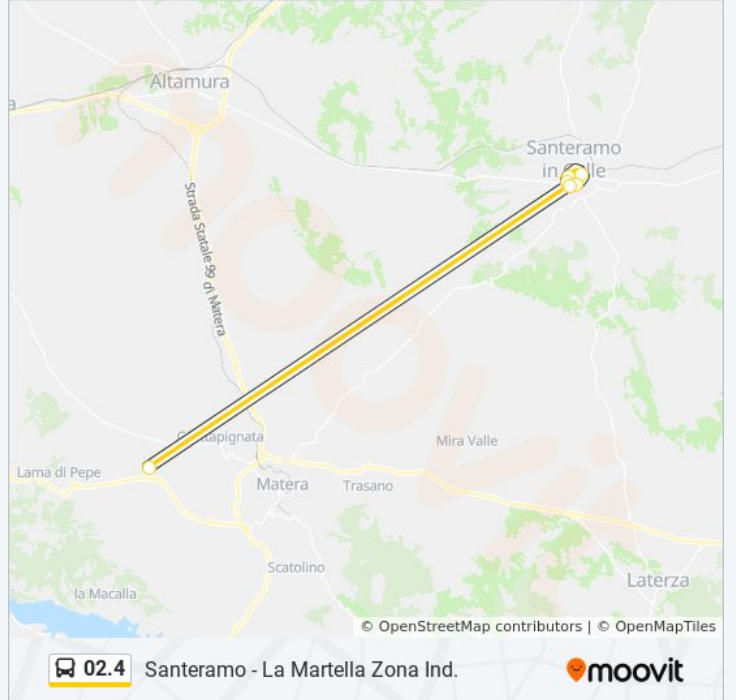 Altamura
a
Santeramo
in Colle
Strada Statale 99 di Matera
Contapignata
Mira Valle
Lama di Pepe
Matera
Trasano
Scatolino
Laterza
la Macalla
© OpenStreetMap contributors | © OpenMapTiles
02.4 Santeramo - La Martella Zona Ind.
moovit